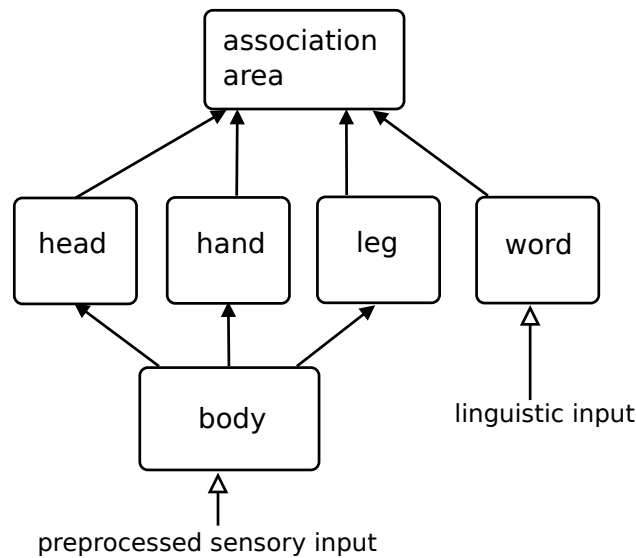 association
area
head
hand
leg
word
body
linguistic input
preprocessed sensory input